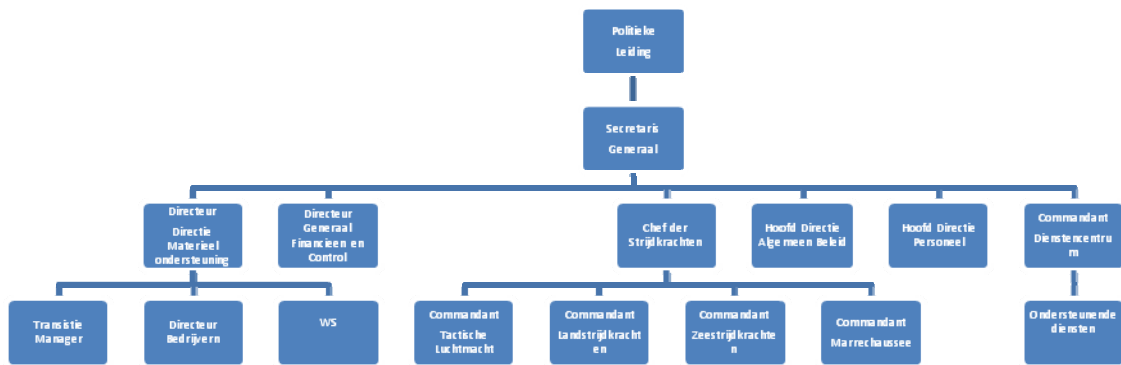 Politieke
Leiding
Secretaris
Generaal
Directeur
Directie
Materieel
ondersteuning
Directeur
Generaal
Financieen en
Control
Chef der
Strijdkrachten
Hoofd Directie
Algemeen Beleid
Hoofd Directie
Personeel
Commandant
Dienstencentru
m
Transistie
Manager
Directeur
Bedrijvern
WS
Commandant
Tactische
Luchtmacht
Commandant
Landstrijdkracht
en
Commandant
Zeestrijdkrachte
n
Commandant
Marrechaussee
Ondersteunende
diensten